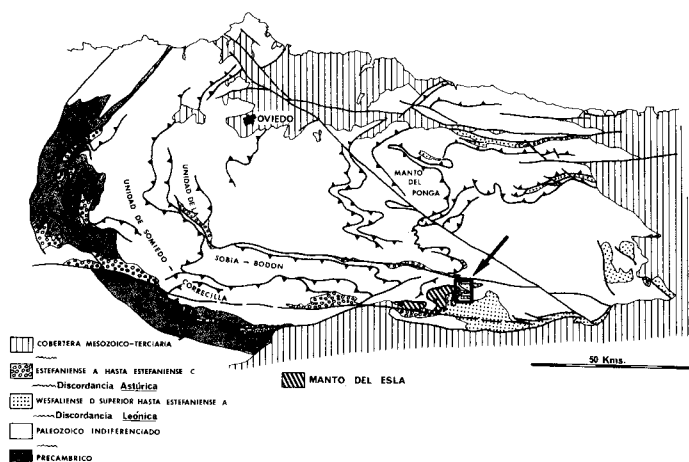 OVIEDO
MANTO
DEL
PONGA
UNIDAD DE LA
UNIDAD DE SOMIEDO
SOBIA - BODON
CORRECILLA
COBERTERA MESOZOICO-TERCIARIA
ESTEFANIENSE A HASTA ESTEFANIENSE C
Discordancia Astúrica
WESFALIENSE D SUPERIOR HASTA ESTEFANIENSE A
Discordancia Leónica
PALEOZOICO INDIFERENCIADO
PRECAMBRICO
MANTO DEL ESLA
50 Kms.